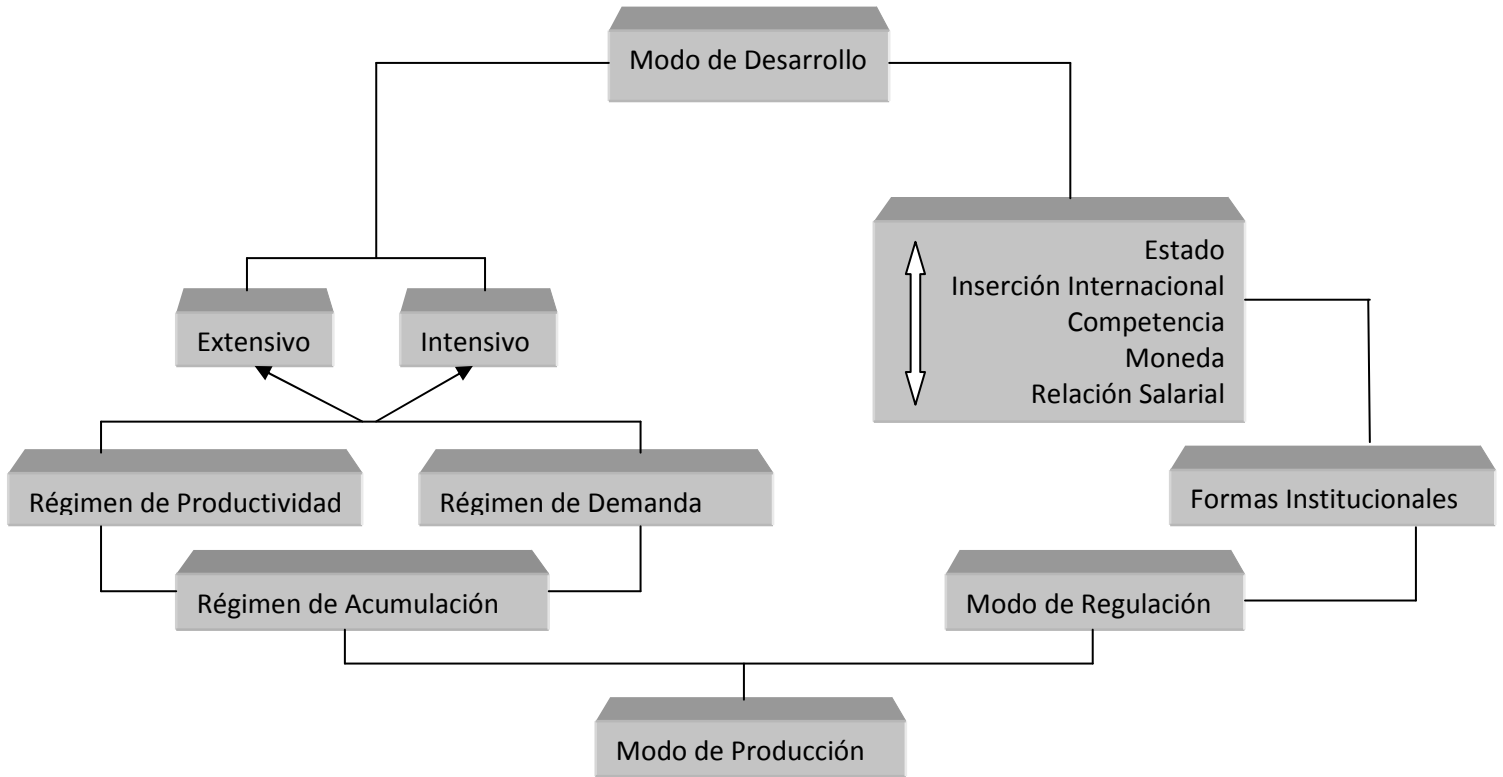 Modo de Desarrollo
Estado
Inserción Internacional
Competencia
Moneda
Relación Salarial
Extensivo
Intensivo
Régimen de Productividad
Régimen de Demanda
Formas Institucionales
Régimen de Acumulación
Modo de Regulación
Modo de Producción